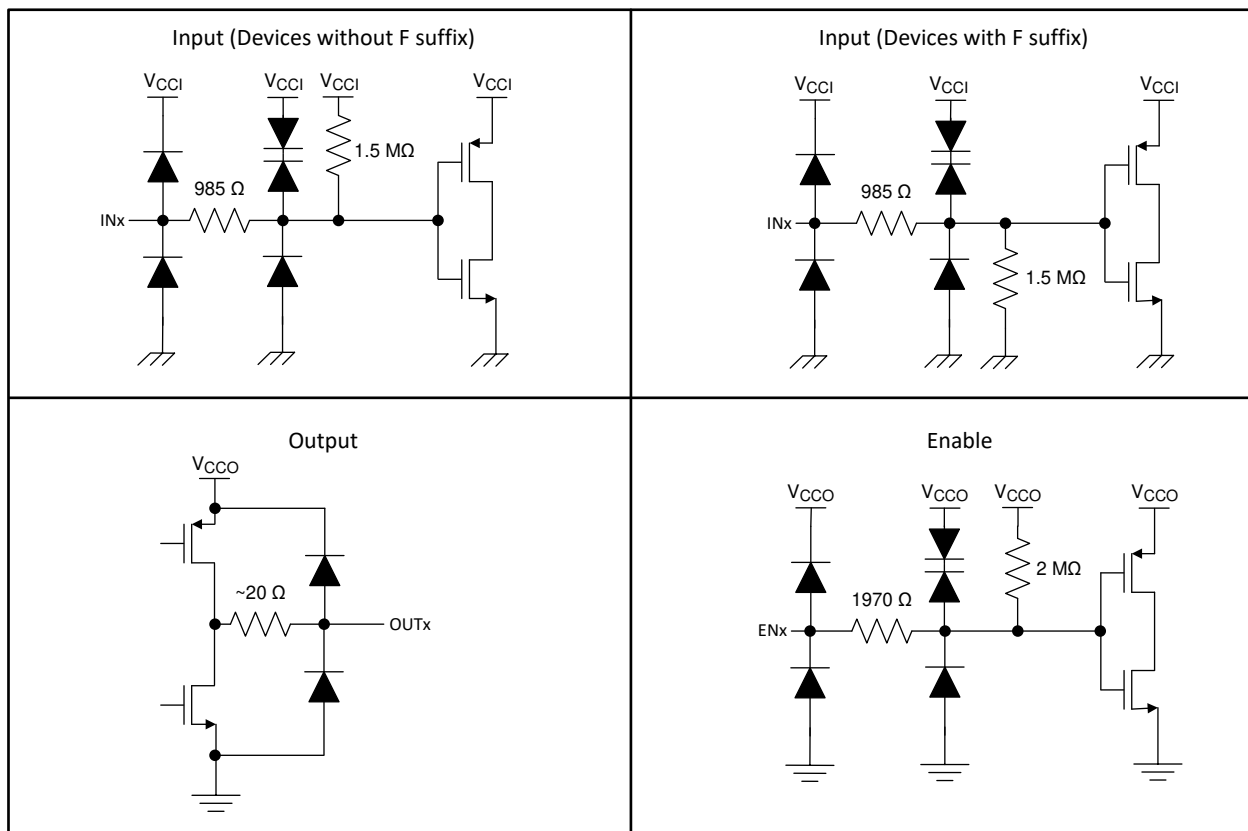 Input (Devices without F suffix)
VCCI VCCI VCCI VCCI
1.5 MΩ
985 Ω
INx
Input (Devices with F suffix)
VCCI VCCI VCCI
985 Ω
INx
1.5 MΩ
Output
VCCO
~20 Ω
OUTx
Enable
VCCO VCCO VCCO VCCO
2 MΩ
1970 Ω
ENx